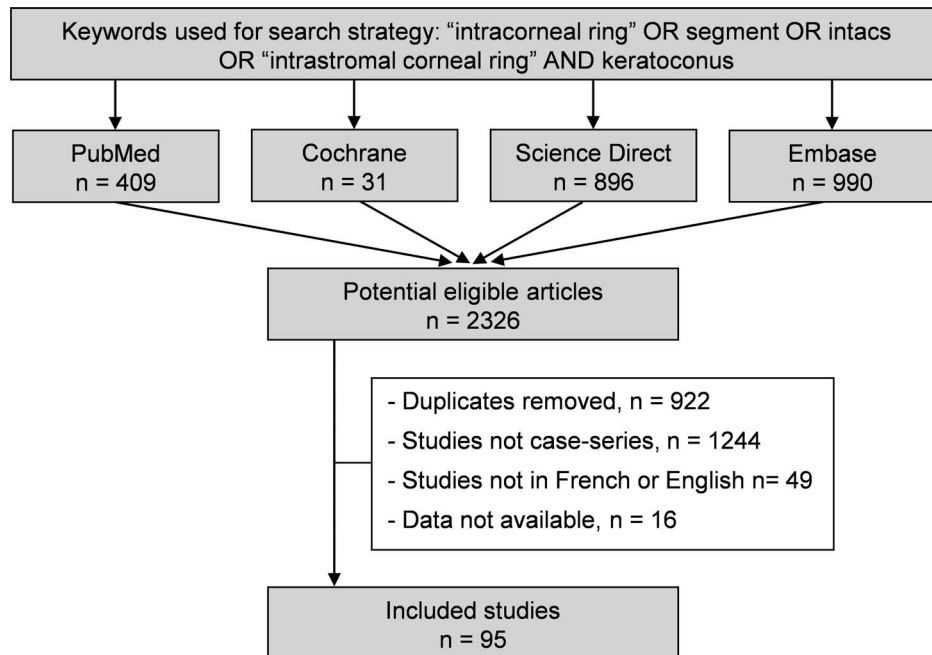 Keywords used for search strategy: “intracorneal ring” OR segment OR intacs
OR “intrastromal corneal ring” AND keratoconus
PubMed
n = 409
Cochrane
n = 31
Science Direct
n = 896
Embase
n = 990
Potential eligible articles
n = 2326
- Duplicates removed, n = 922
- Studies not case-series, n = 1244
- Studies not in French or English n= 49
- Data not available, n = 16
Included studies
n = 95